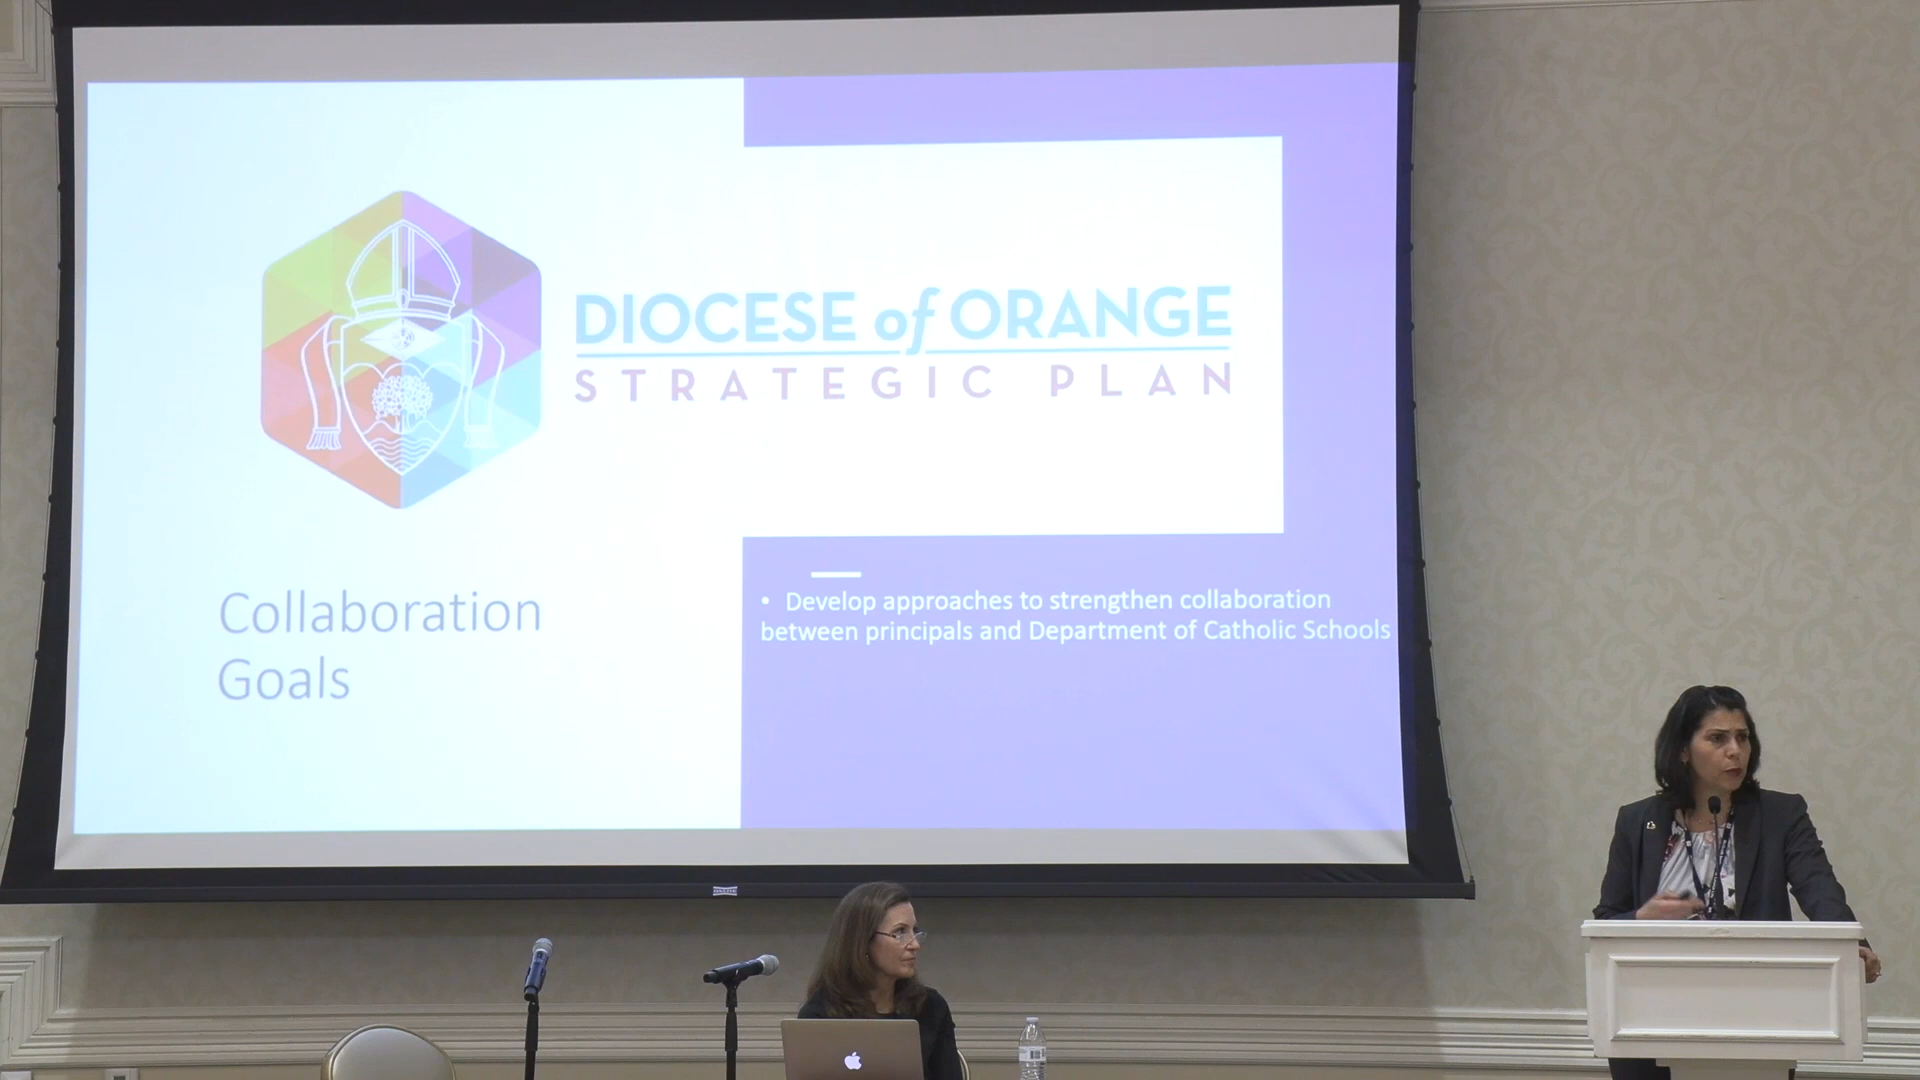 DIOCESE of ORANGE
STRATEGIC PLAN
Collaboration
Goals
• Develop approaches to strengthen collaboration
between principals and Department of Catholic Schools